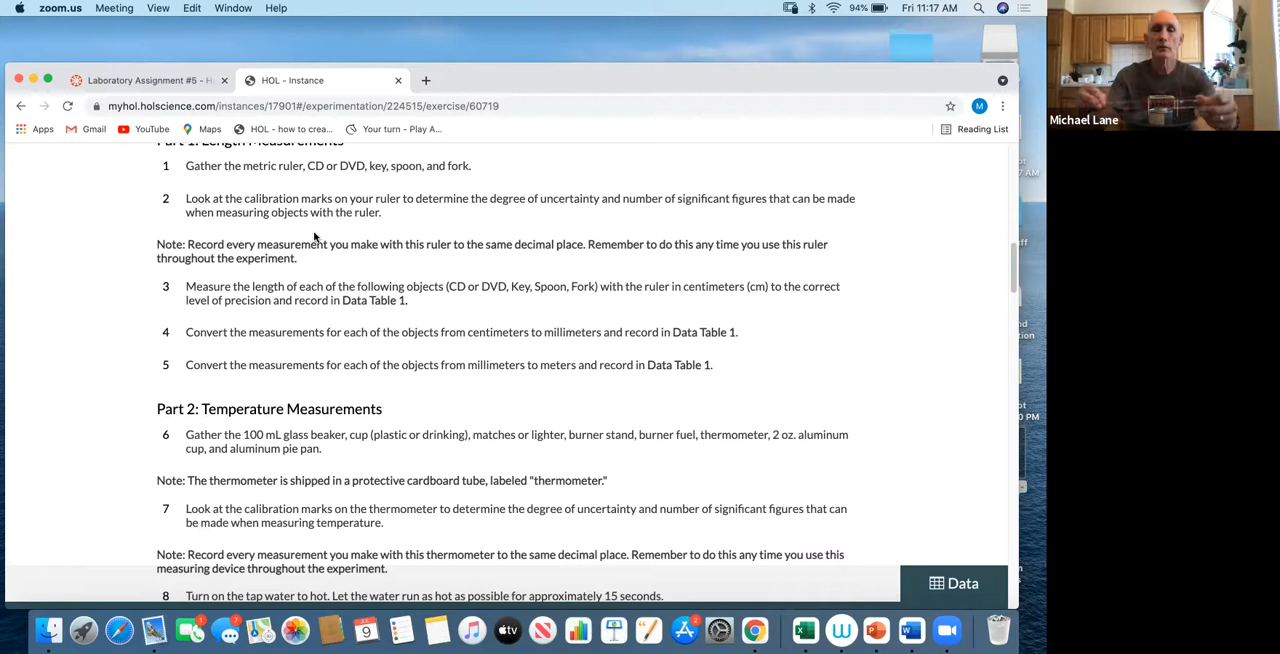 zoom.us Meeting View Edit Window Help
94% Fri 11:17 AM
Laboratory Assignment #5 - H
HOL - Instance
myhol.holscience.com/instances/17901#/experimentation/224515/exercise/60719
M
Apps Gmail YouTube Maps HOL - how to crea... Your turn - Play A... Reading List
Part 1: Length Measurements
1 Gather the metric ruler, CD or DVD, key, spoon, and fork.
2 Look at the calibration marks on your ruler to determine the degree of uncertainty and number of significant figures that can be made
when measuring objects with the ruler.
Note: Record every measurement you make with this ruler to the same decimal place. Remember to do this any time you use this ruler
throughout the experiment.
3 Measure the length of each of the following objects (CD or DVD, Key, Spoon, Fork) with the ruler in centimeters (cm) to the correct
level of precision and record in Data Table 1.
4 Convert the measurements for each of the objects from centimeters to millimeters and record in Data Table 1.
5 Convert the measurements for each of the objects from millimeters to meters and record in Data Table 1.
Part 2: Temperature Measurements
6 Gather the 100 mL glass beaker, cup (plastic or drinking), matches or lighter, burner stand, burner fuel, thermometer, 2 oz. aluminum
cup, and aluminum pie pan.
Note: The thermometer is shipped in a protective cardboard tube, labeled "thermometer."
7 Look at the calibration marks on the thermometer to determine the degree of uncertainty and number of significant figures that can
be made when measuring temperature.
Note: Record every measurement you make with this thermometer to the same decimal place. Remember to do this any time you use this
measuring device throughout the experiment.
8 Turn on the tap water to hot. Let the water run as hot as possible for approximately 15 seconds.
Data
Michael Lane